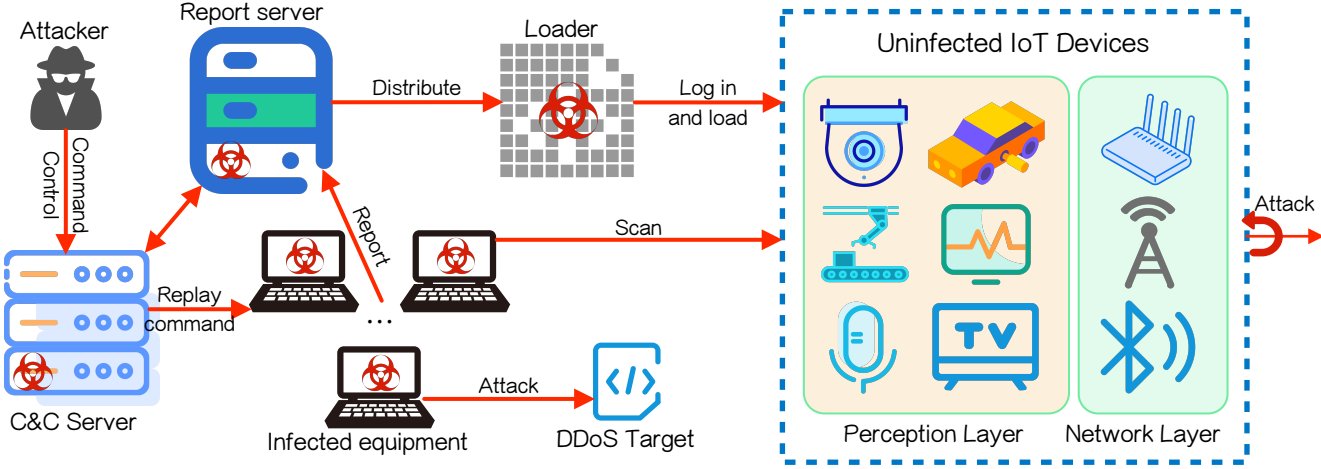 Report server
Attacker
Loader
Uninfected IoT Devices
Distribute
Log in
and load
Command
Control
Report
Scan
Attack
Replay
command
...
TV
Attack
C&C Server
Infected equipment
DDoS Target
Perception Layer
Network Layer